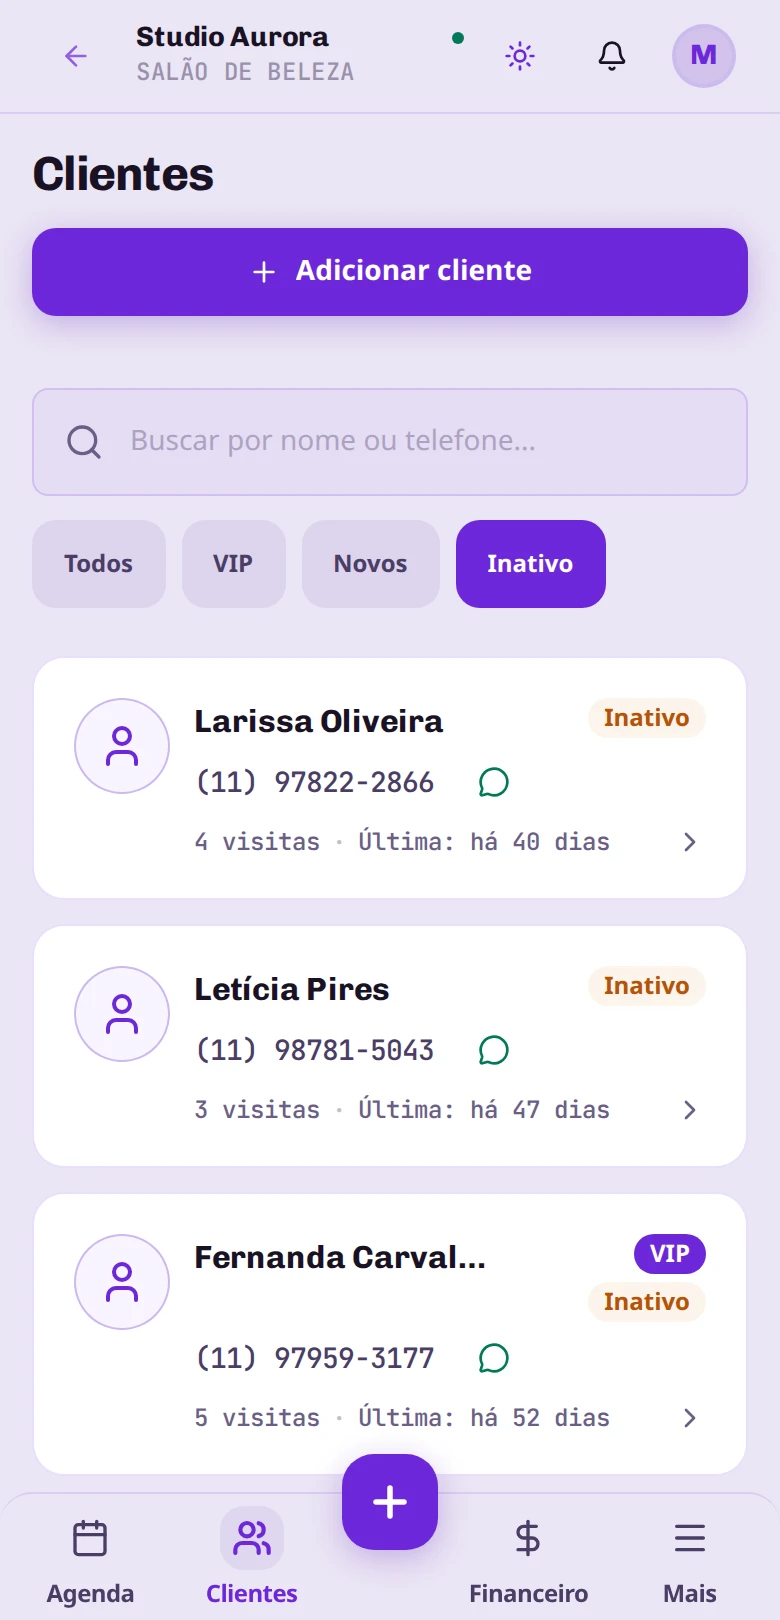 Studio Aurora
SALÃO DE BELEZA
M
Clientes
Adicionar cliente
Buscar por nome ou telefone...
Todos VIP Novos Inativo
Larissa Oliveira Inativo
(11) 97822-2866
4 visitas · Última: há 40 dias
Letícia Pires Inativo
(11) 98781-5043
3 visitas · Última: há 47 dias
Fernanda Carval... VIP
Inativo
(11) 97959-3177
5 visitas · Última: há 52 dias
Agenda Clientes Financeiro Mais